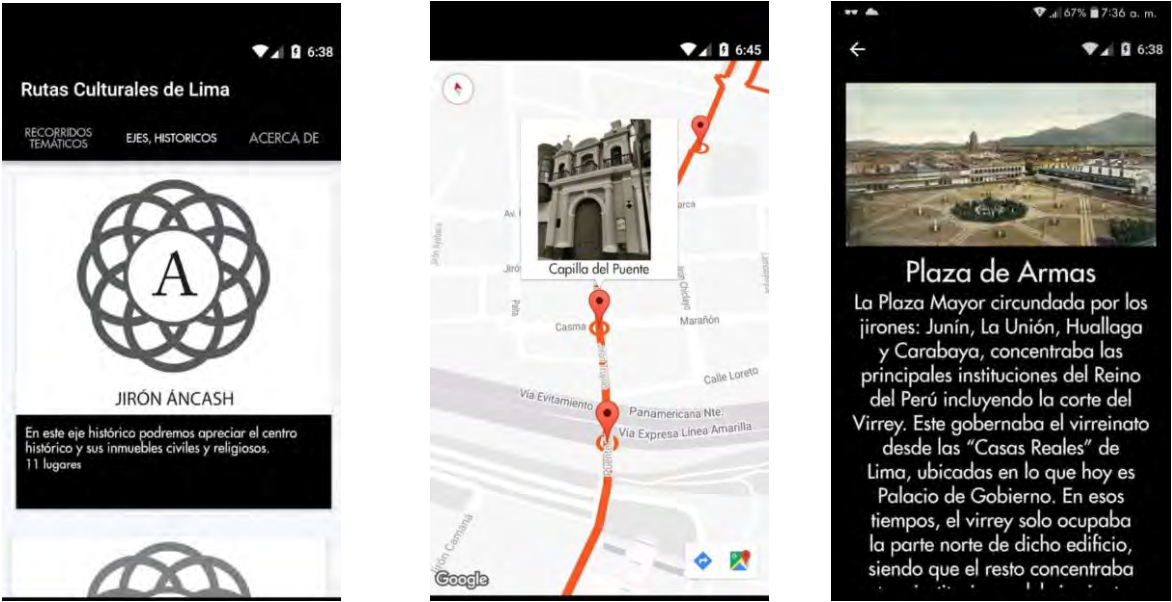 6:38
Rutas Culturales de Lima
RECORRIDOS
TEMÁTICOS
EJES, HISTORICOS
ACERCA DE
A
JIRÓN ÁNCASH
En este eje histórico podremos apreciar el centro
histórico y sus inmuebles civiles y religiosos.
11 lugares
6:45
Av.
arca
Capilla del Puente
Casma
Marañón
Calle Loreto
Vía Evitamiento
Panamericana Nte.
Vía Expresa Línea Amarilla
Jirón Camaná
Google
67% 7:36 a. m.
6:38
Plaza de Armas
La Plaza Mayor circundada por los
jirones: Junín, La Unión, Huallaga
y Carabaya, concentraba las
principales instituciones del Reino
del Perú incluyendo la corte del
Virrey. Este gobernaba el virreinato
desde las “Casas Reales” de
Lima, ubicadas en lo que hoy es
Palacio de Gobierno. En esos
tiempos, el virrey solo ocupaba
la parte norte de dicho edificio,
siendo que el resto concentraba